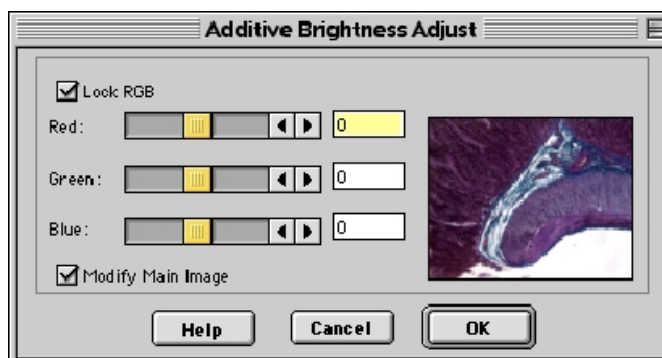 Additive Brightness Adjust
Lock RGB
Red: 0
Green: 0
Blue: 0
Modify Main Image
Help Cancel OK